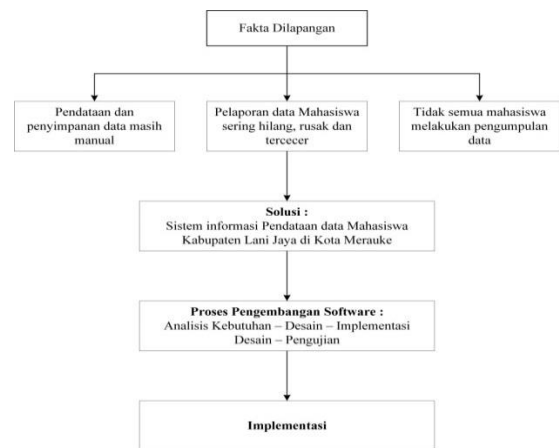 Fakta Dilapangan
Pendataan dan
penyimpanan data masih
manual
Pelaporan data Mahasiswa
sering hilang, rusak dan
tercecer
Tidak semua mahasiswa
melakukan pengumpulan
data
Solusi :
Sistem informasi Pendataan data Mahasiswa
Kabupaten Lani Jaya di Kota Merauke
Proses Pengembangan Software :
Analisis Kebutuhan – Desain – Implementasi
Desain – Pengujian
Implementasi